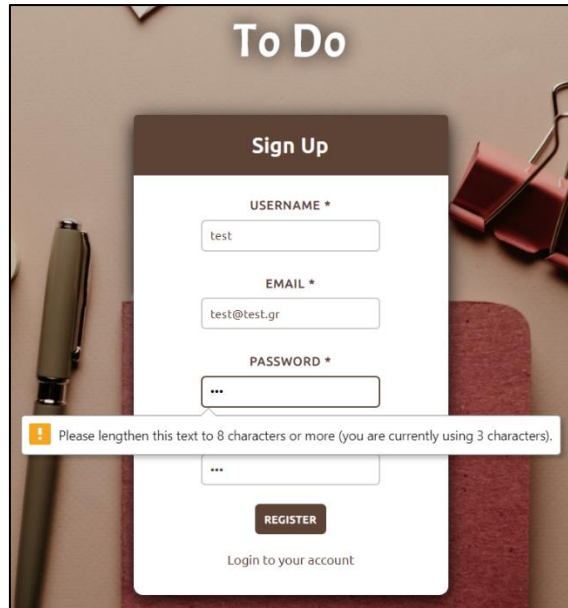 To Do
Sign Up
USERNAME *
test
EMAIL *
test@test.gr
PASSWORD *
•••
Please lengthen this text to 8 characters or more (you are currently using 3 characters).
•••
REGISTER
Login to your account